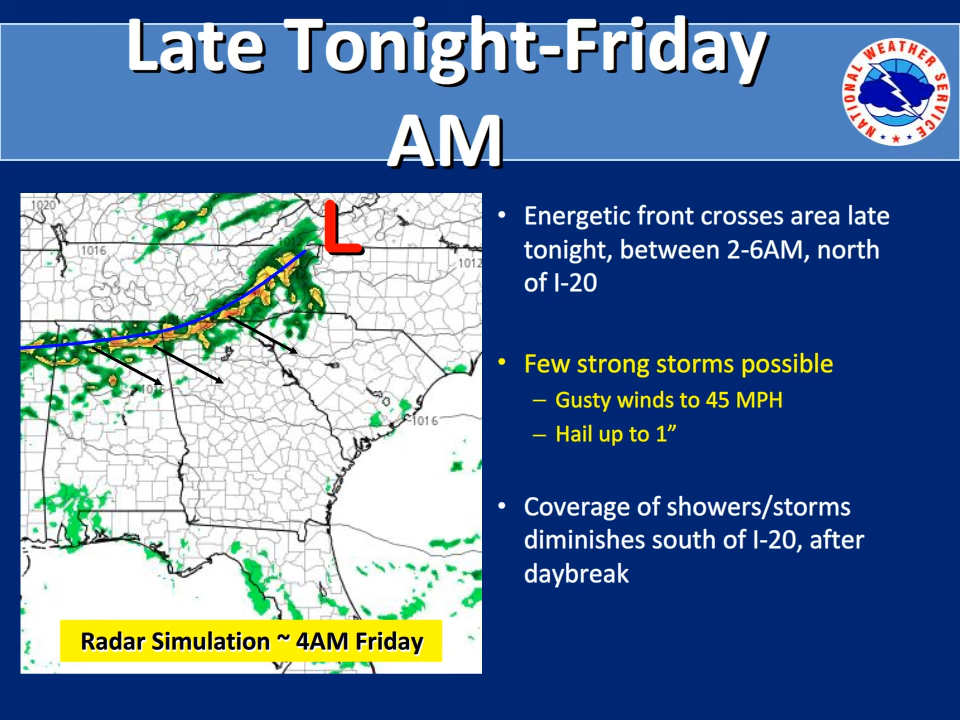 Late Tonight-Friday
AM
NATIONAL WEATHER SERVICE
1020
1016
1012
L
1012
1016
1016
Radar Simulation ~ 4AM Friday
• Energetic front crosses area late
tonight, between 2-6AM, north
of I-20
• Few strong storms possible
– Gusty winds to 45 MPH
– Hail up to 1”
• Coverage of showers/storms
diminishes south of I-20, after
daybreak